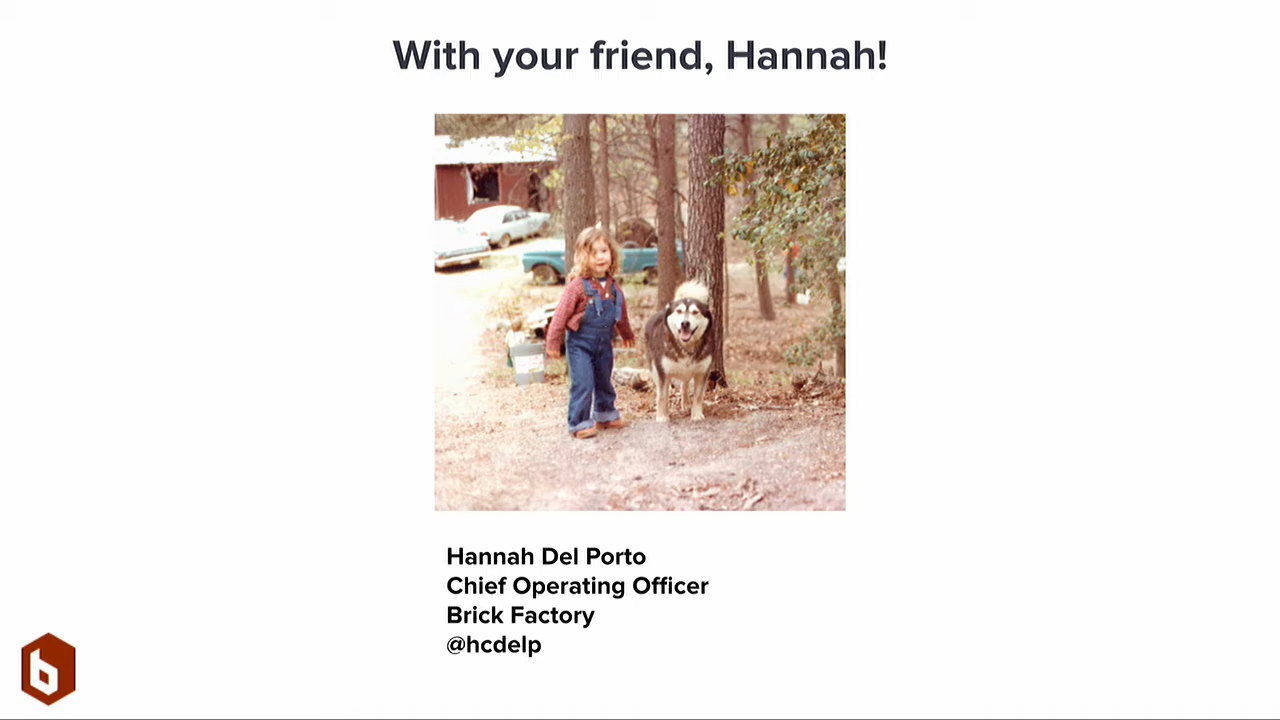 With your friend, Hannah!
Hannah Del Porto
Chief Operating Officer
Brick Factory
@hcdelp